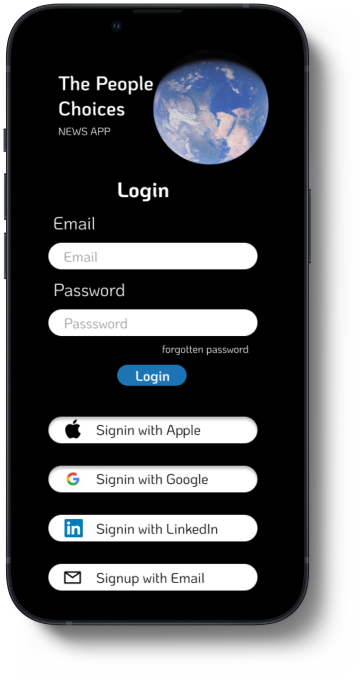 The People
Choices
NEWS APP
Login
Email
Email
Password
Passsword
forgotten password
Login
Signin with Apple
Signin with Google
in Signin with LinkedIn
Signup with Email